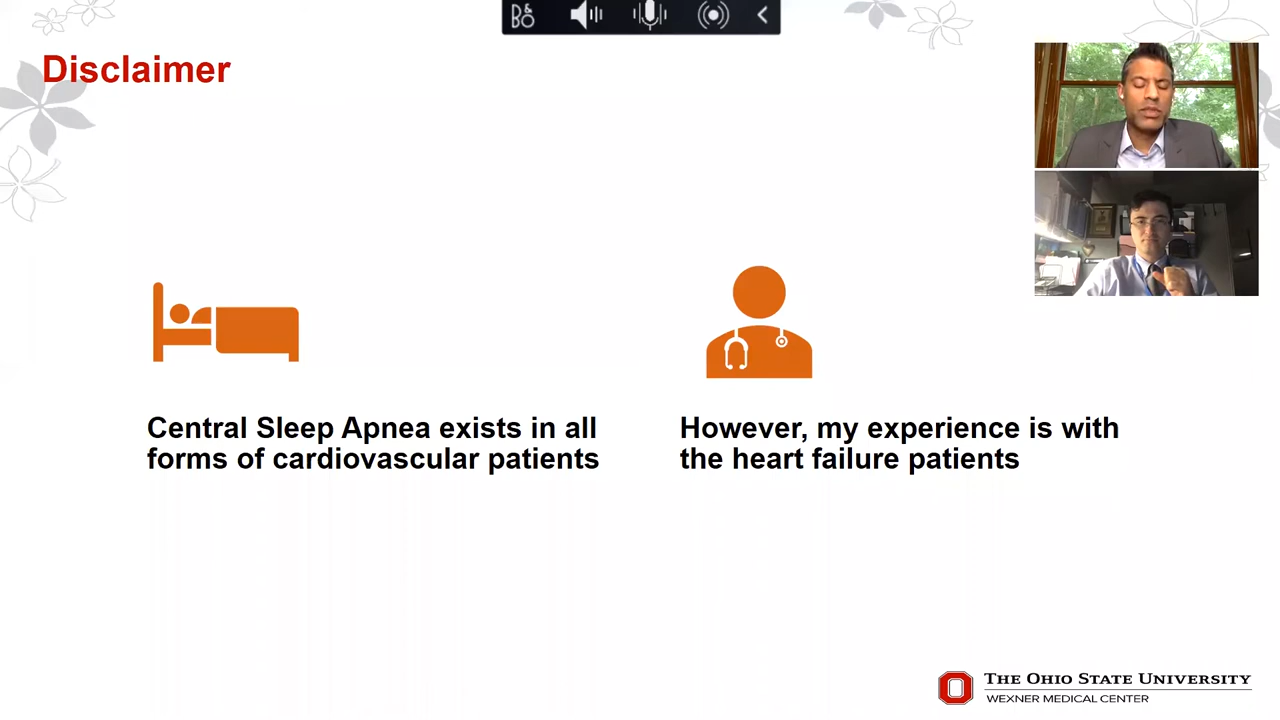 B&O
Disclaimer
Central Sleep Apnea exists in all
forms of cardiovascular patients
However, my experience is with
the heart failure patients
THE OHIO STATE UNIVERSITY
WEXNER MEDICAL CENTER